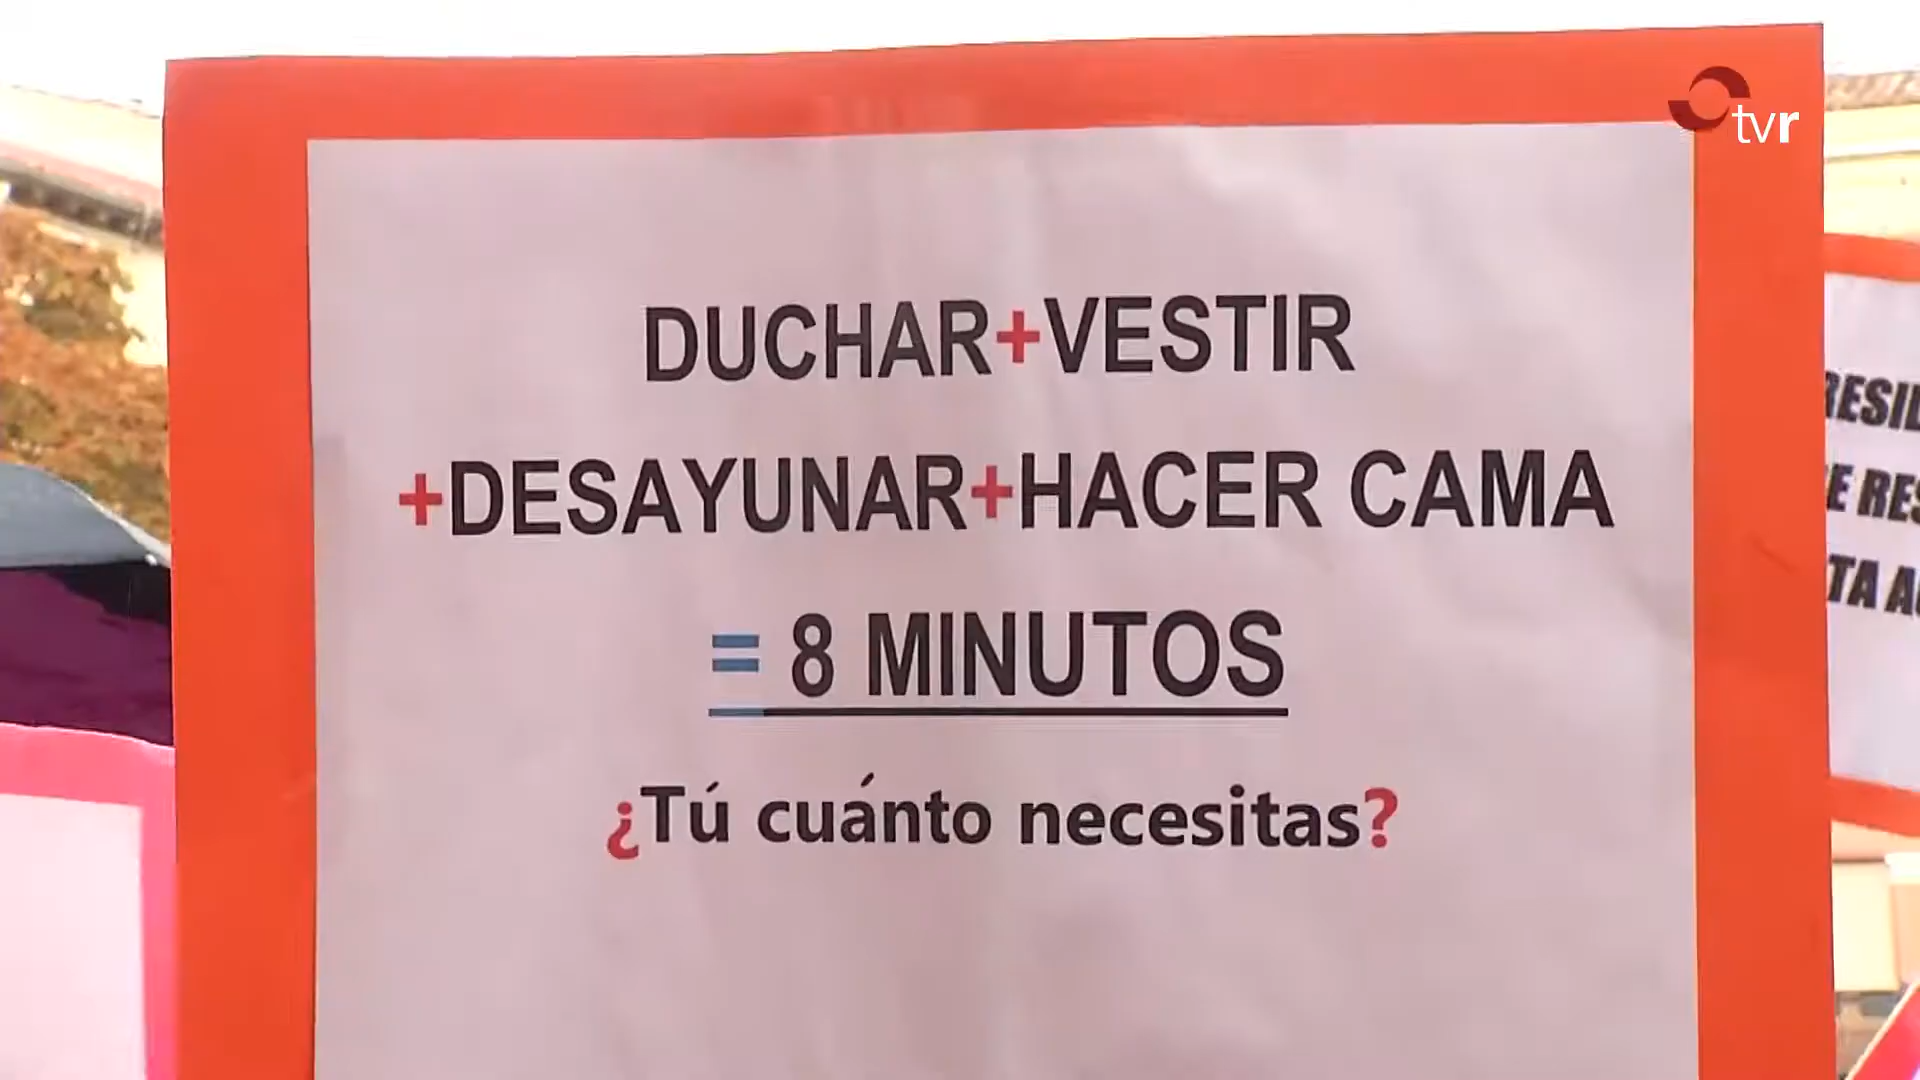 tvr
DUCHAR+VESTIR
+DESAYUNAR+HACER CAMA
= 8 MINUTOS
¿Tú cuánto necesitas?